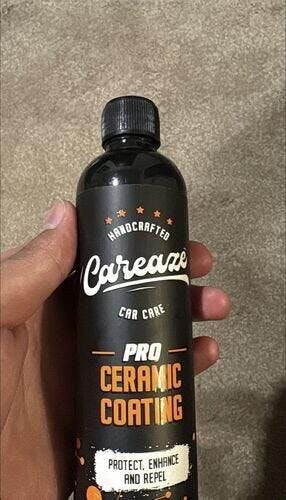 HANDCRAFTED
Careaze
CAR CARE
PRO
CERAMIC
COATING
PROTECT, ENHANCE
AND REPEL